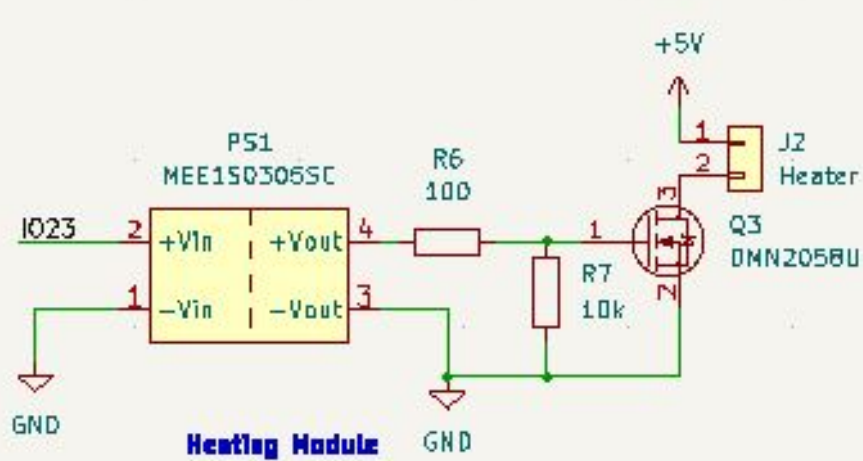 +5V
PS1
MEE1S0305SC
R6
100
1
2
J2
Heater
IO23
2
+Vin
+Vout
4
1
3
Q3
DMN2058U
1
-Vin
-Vout
3
R7
10k
2
GND
Heating Module
GND